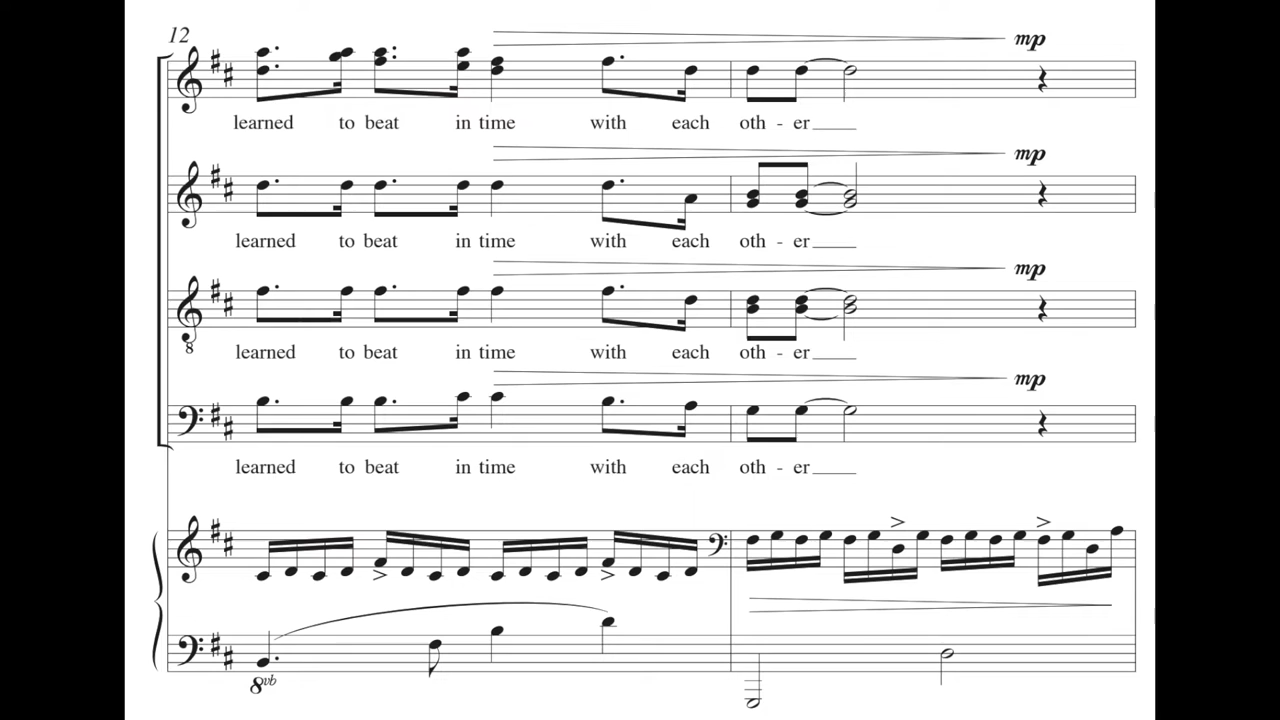 12
mp
learned to beat in time with each oth - er
mp
learned to beat in time with each oth - er
mp
8
learned to beat in time with each oth - er
mp
learned to beat in time with each oth - er
8vb